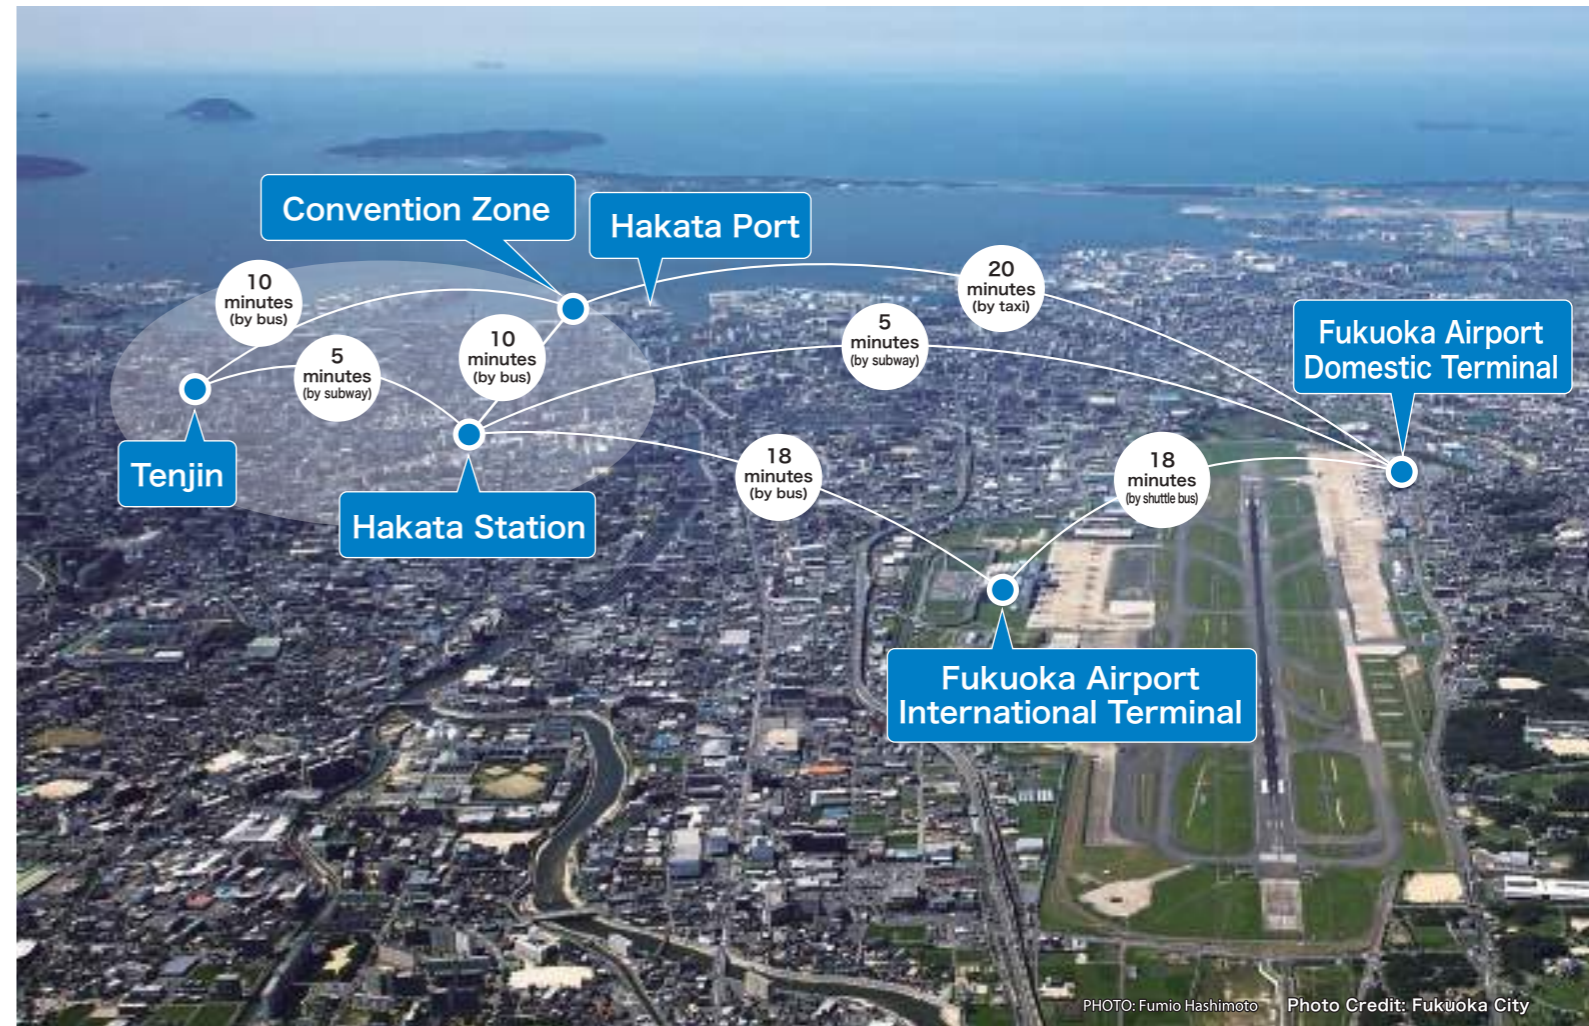 Convention Zone
Hakata Port
10
minutes
(by bus)
20
minutes
(by taxi)
5
minutes
(by subway)
10
minutes
(by bus)
5
minutes
(by subway)
Fukuoka Airport
Domestic Terminal
Tenjin
Hakata Station
18
minutes
(by bus)
18
minutes
(by shuttle bus)
Fukuoka Airport
International Terminal
PHOTO: Fumio Hashimoto
Photo Credit: Fukuoka City